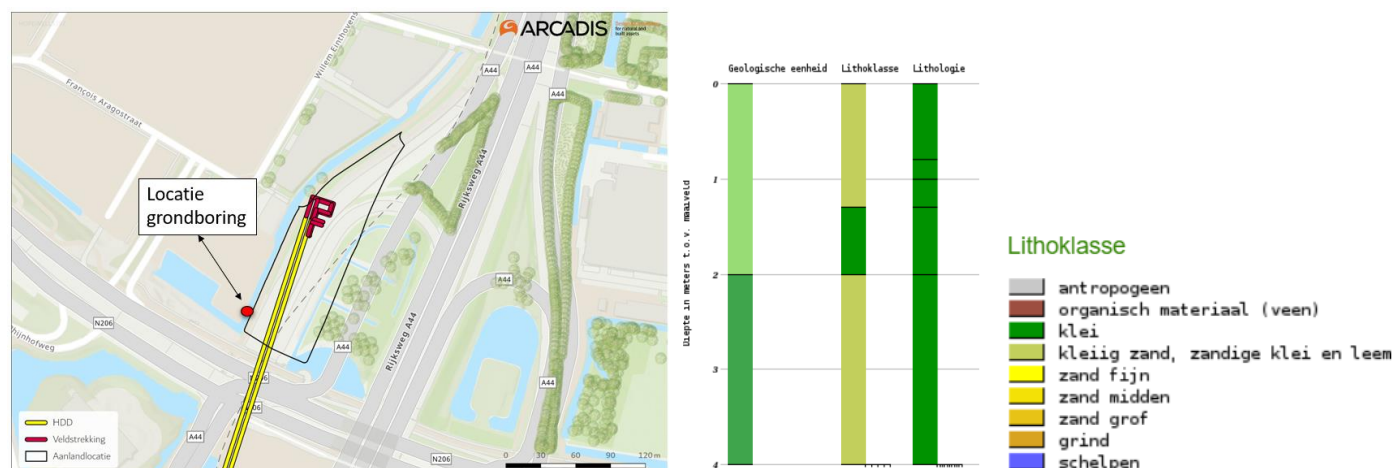 ARCADIS
Willem Einthovens
François Aragostraat
A44
A44
A44
Rijksweg A44
Locatie
grondboring
A44
N206
A44
Rijksweg A44
A44
A44
N206
HDD
Veldstrekking
Aanlandlocatie
0 30 60 90 120 m
Geologische eenheid Lithoklasse Lithologie
Diepte in meters t.o.v. maaiveld
0
1
2
3
4
Lithoklasse
antropogeen
organisch materiaal (veen)
klei
kleiig zand, zandige klei en leem
zand fijn
zand midden
zand grof
grind
schelpen